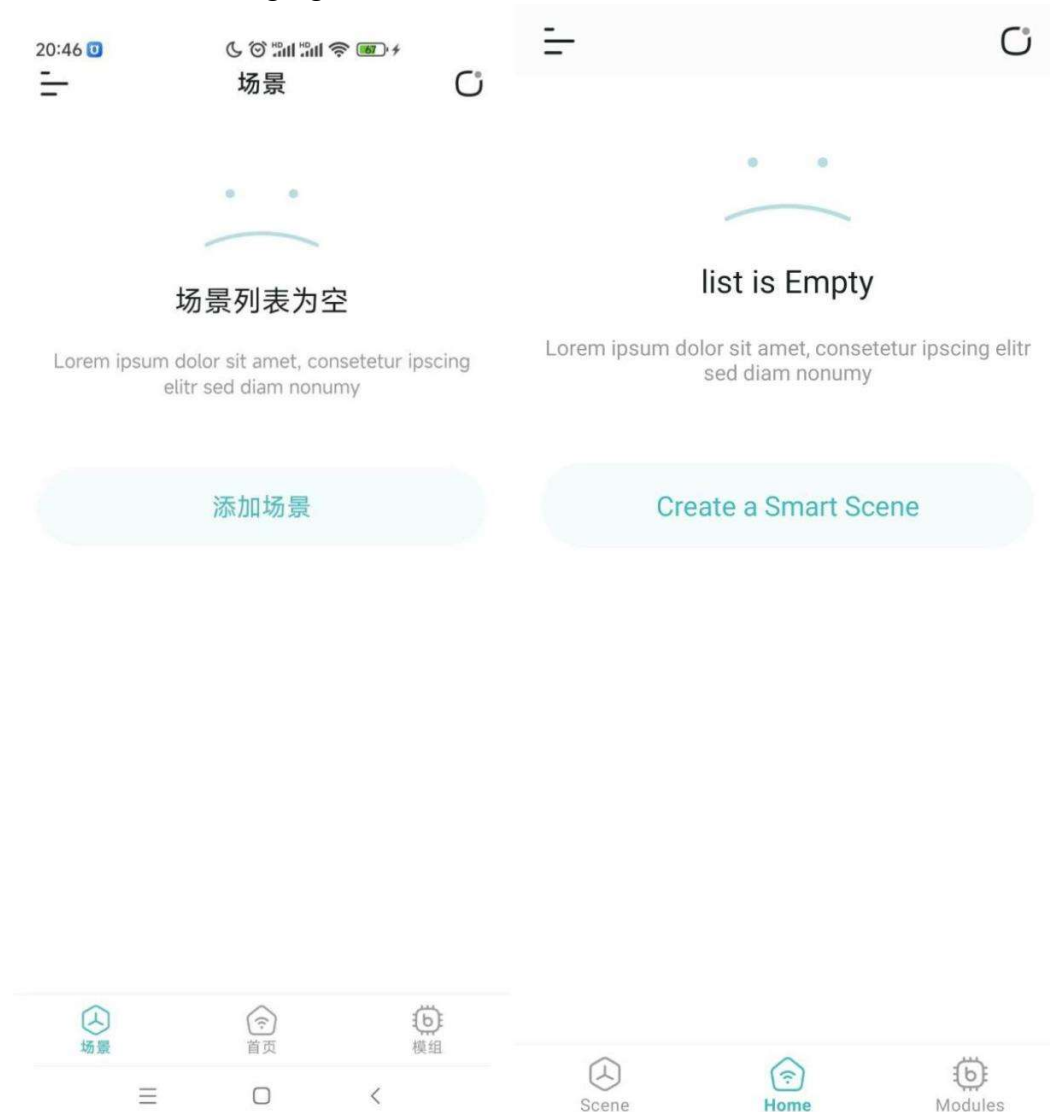 20:46
67
场景
场景列表为空
Lorem ipsum dolor sit amet, consetetur ipscing
elitr sed diam nonumy
添加场景
场景
首页
模组
list is Empty
Lorem ipsum dolor sit amet, consetetur ipscing elitr
sed diam nonumy
Create a Smart Scene
Scene
Home
Modules